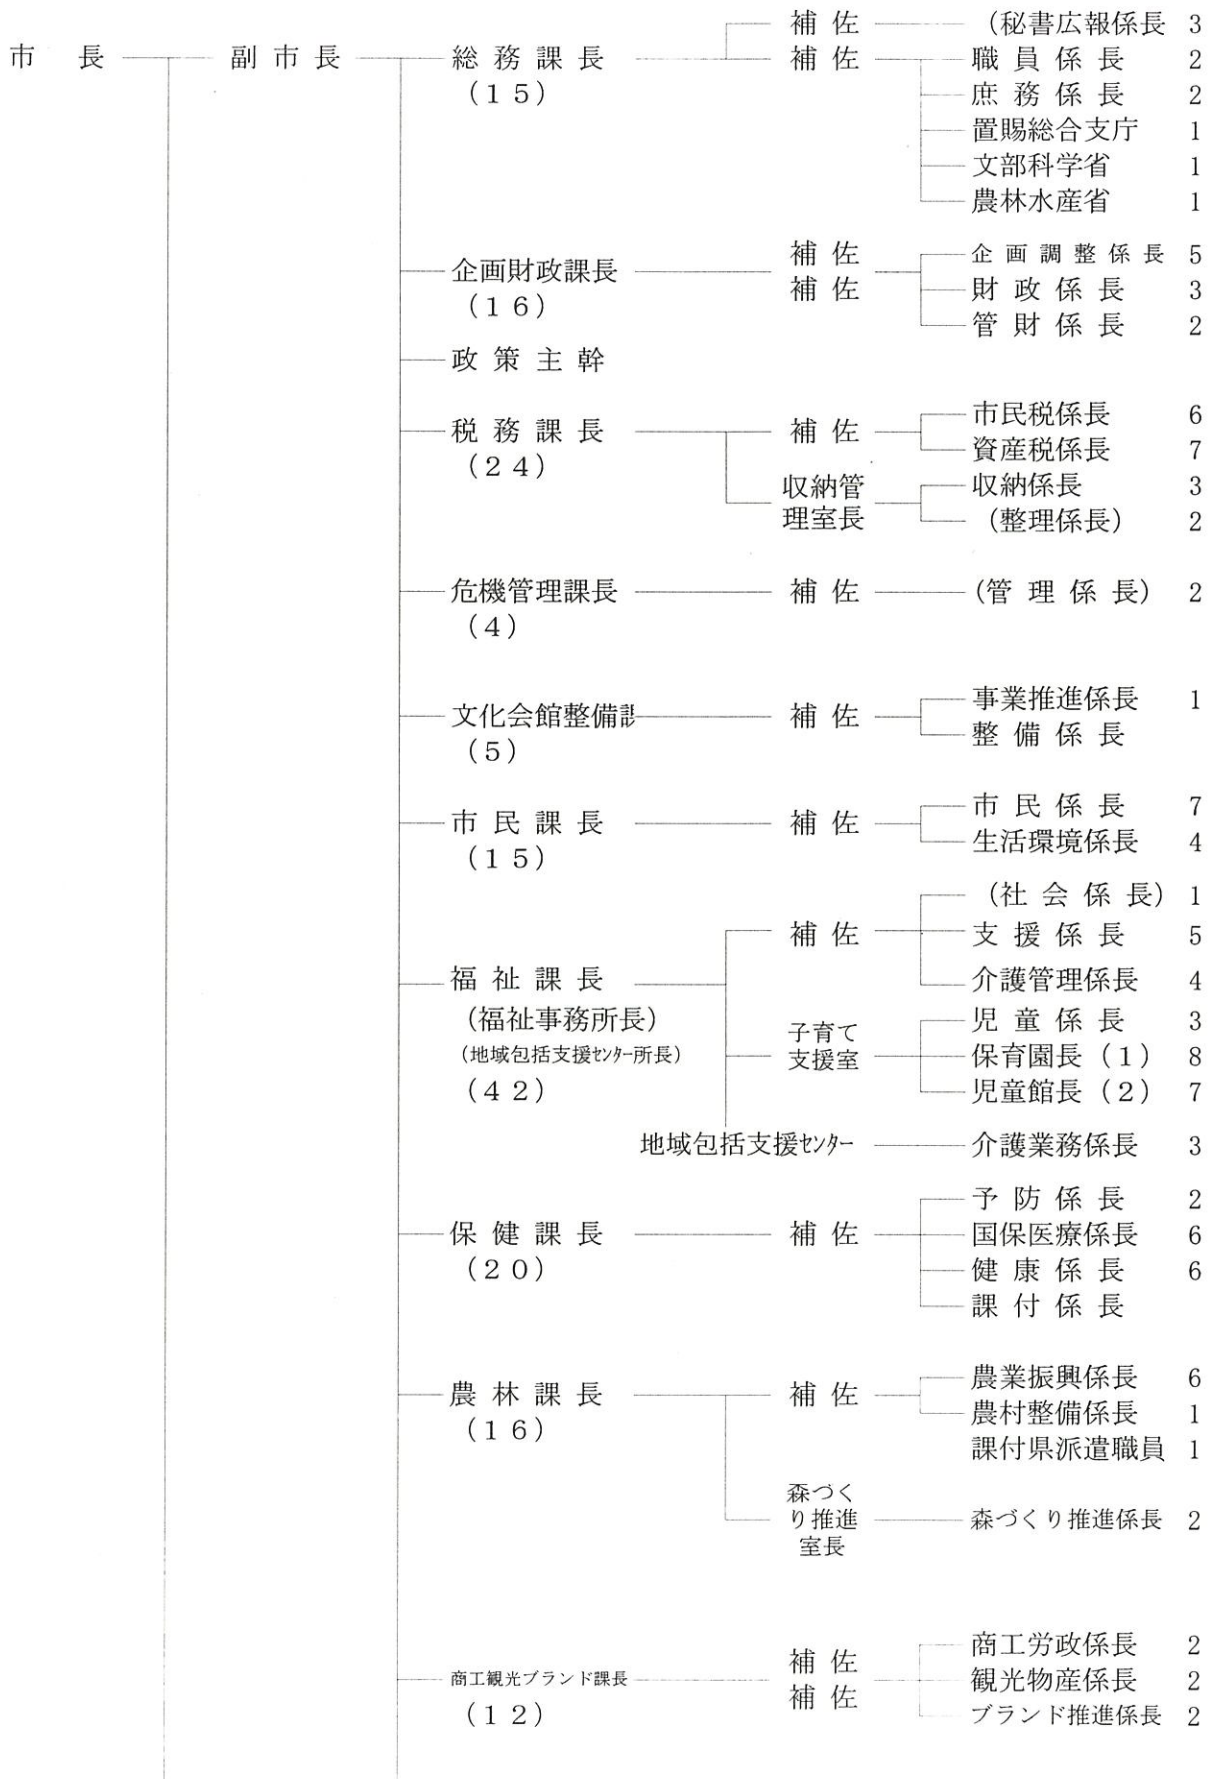 補 佐 （秘書広報係長 3
市 長 副 市 長 総 務 課 長 補 佐 職 員 係 長 2
（１５） 庶 務 係 長 2
置賜総合支庁 1
文部科学省 1
農林水産省 1
補 佐 企 画 調 整 係 長 5
企画財政課長
（１６） 補 佐 財 政 係 長 3
管 財 係 長 2
政 策 主 幹
市民税係長 6
税 務 課 長 補 佐
（２４） 資産税係長 7
収納管 収納係長 3
理室長 （整理係長） 2
危機管理課長 補 佐 （管 理 係 長） 2
（４）
事業推進係長 1
文化会館整備 補 佐
（５） 整 備 係 長
市 民 係 長 7
市 民 課 長 補 佐
（１５） 生活環境係長 4
（社 会 係 長） 1
補 佐 支 援 係 長 5
福 祉 課 長 介護管理係長 4
（福祉事務所長） 児 童 係 長 3
子育て
（地域包括支援ｾﾝﾀｰ所長） 支援室 保育園長（１） 8
（４２） 児童館長（２） 7
地域包括支援ｾﾝﾀｰ 介護業務係長 3
予 防 係 長 2
保 健 課 長 補 佐 国保医療係長 6
（２０） 健 康 係 長 6
課 付 係 長
農業振興係長 6
農 林 課 長 補 佐
（１６） 農村整備係長 1
課付県派遣職員 1
森づく
り推進 森づくり推進係長 2
室長
商工労政係長 2
補 佐
商工観光ブランド課長 観光物産係長 2
（１２） 補 佐
ブランド推進係長 2